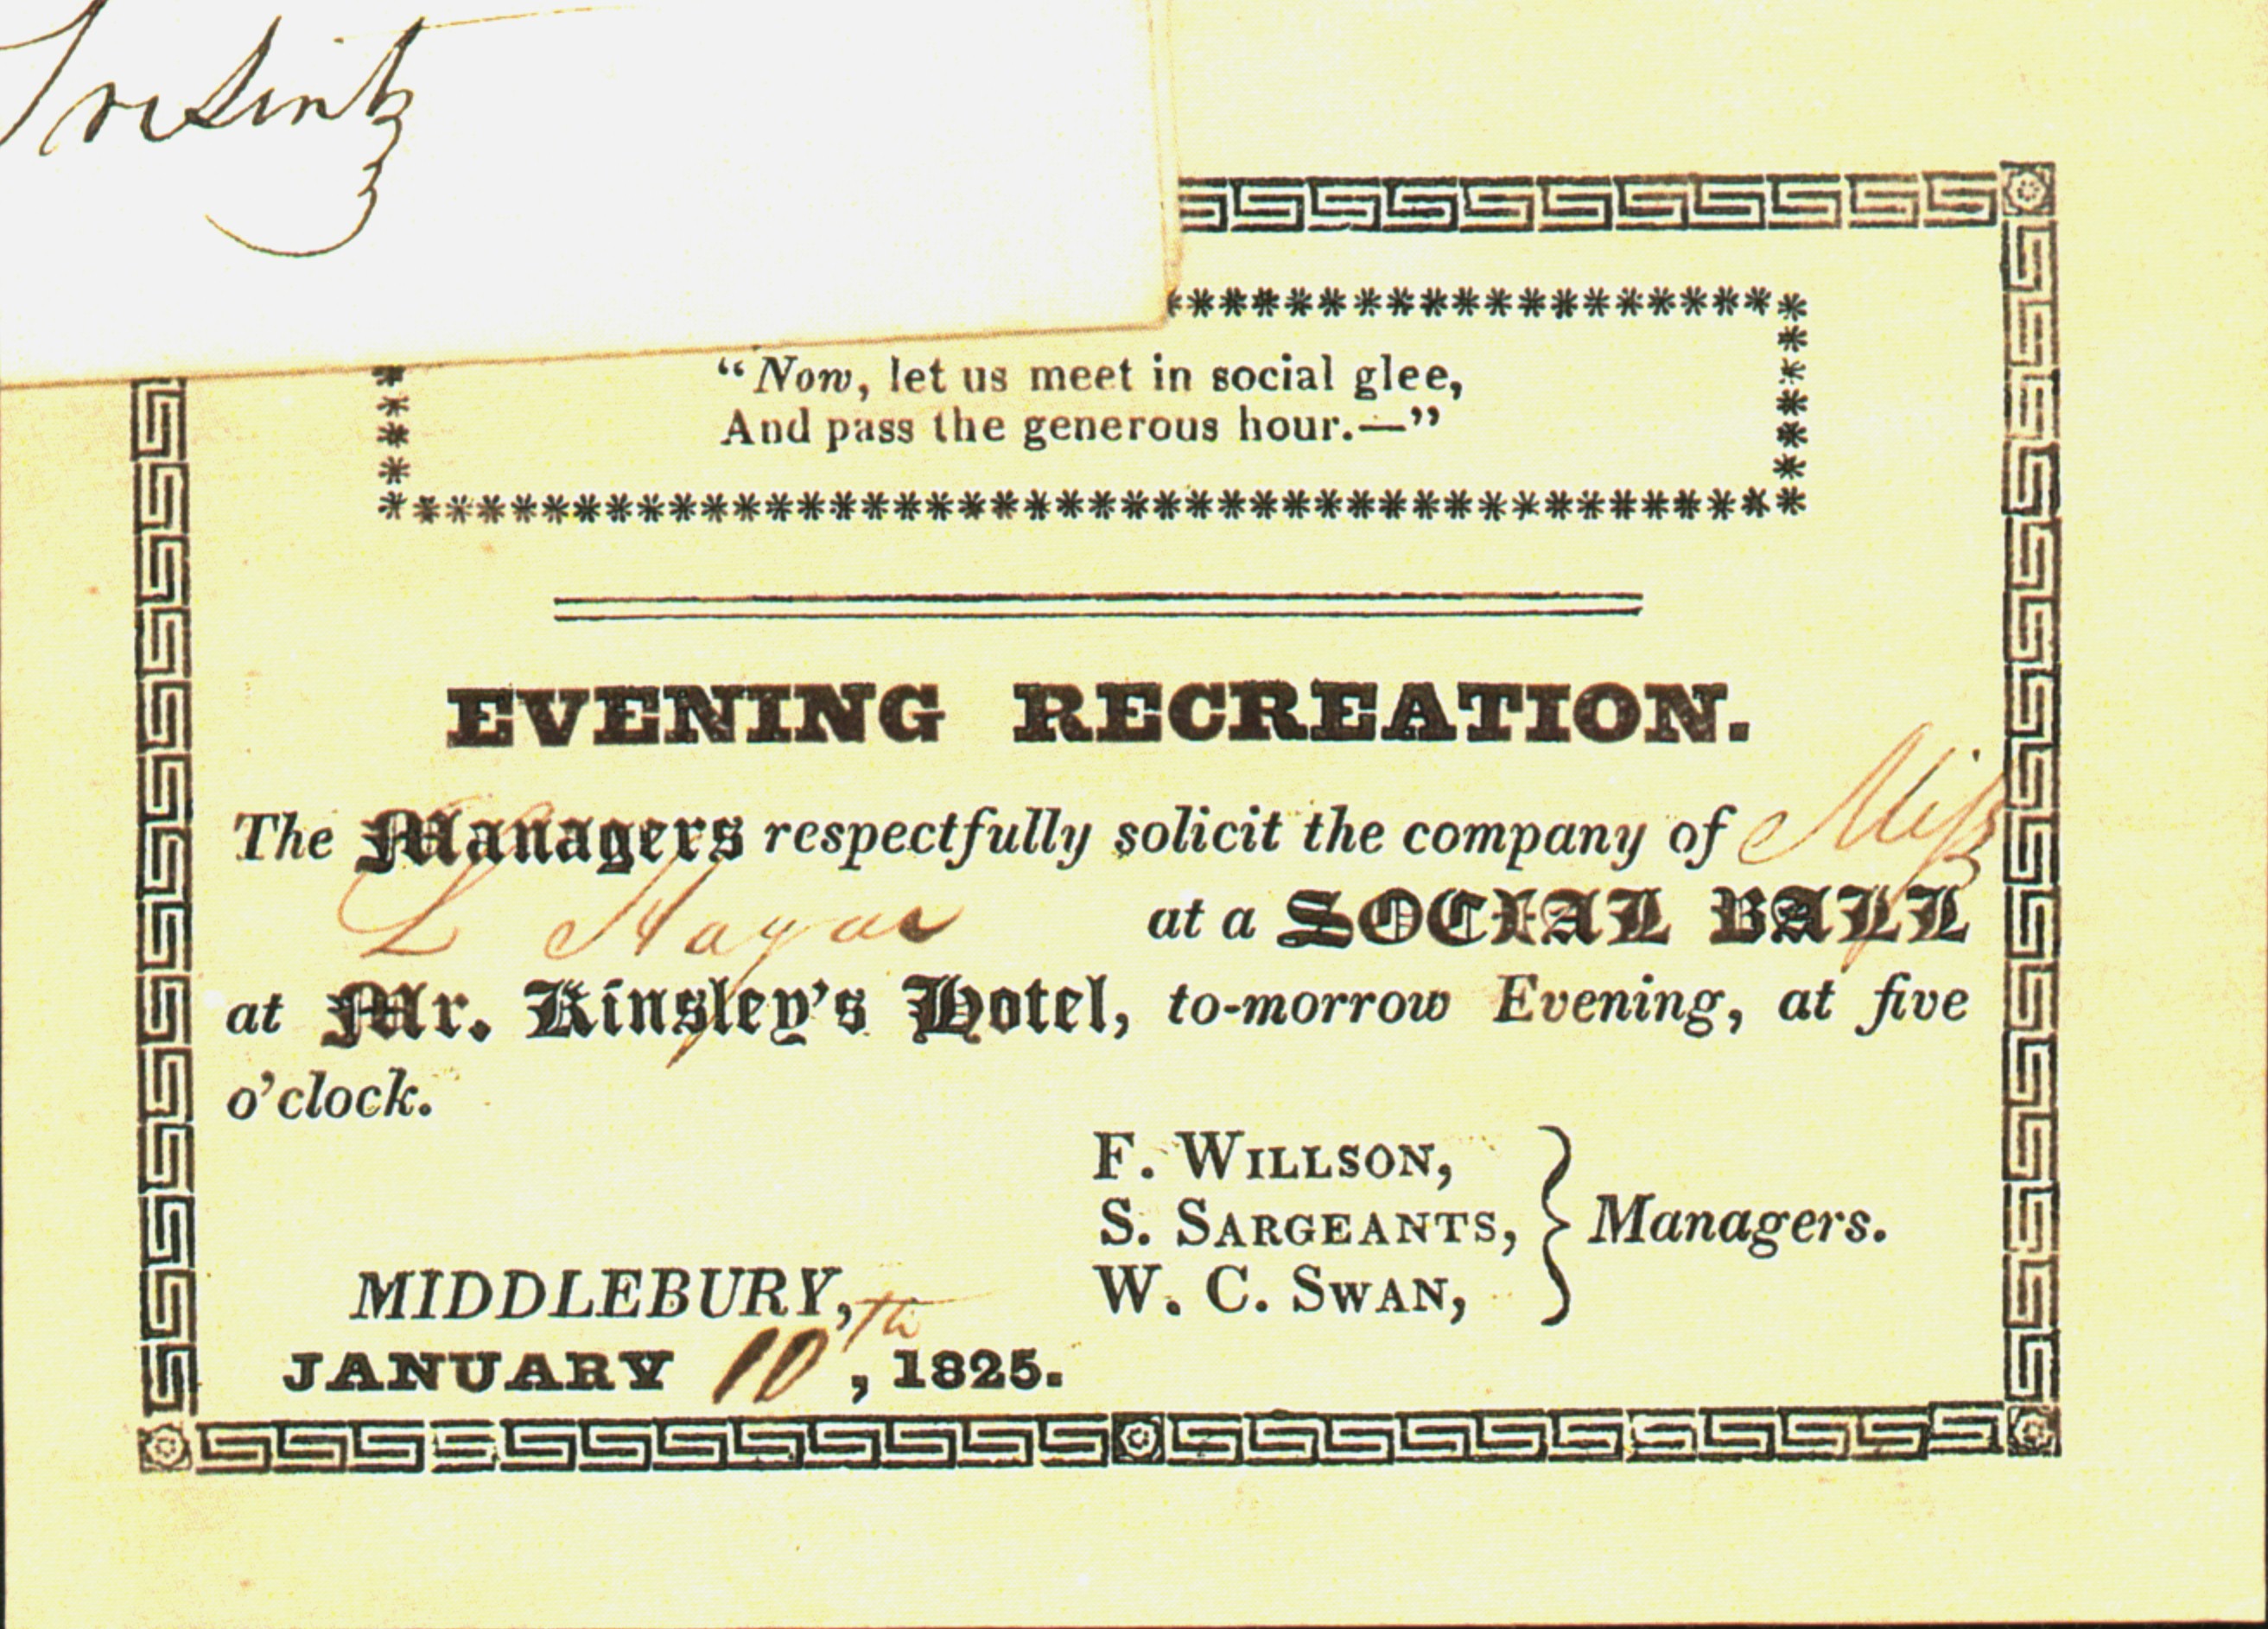 "Now, let us meet in social glee,
And pass the generous hour.—"
EVENING RECREATION.
The Managers respectfully solicit the company of Miss
L Hagar at a SOCIAL BALL
at Mr. Kinsley's Hotel, to-morrow Evening, at five
o'clock.
F. WILLSON,
S. SARGEANTS, } Managers.
W. C. SWAN,
MIDDLEBURY,
JANUARY 10th, 1825.